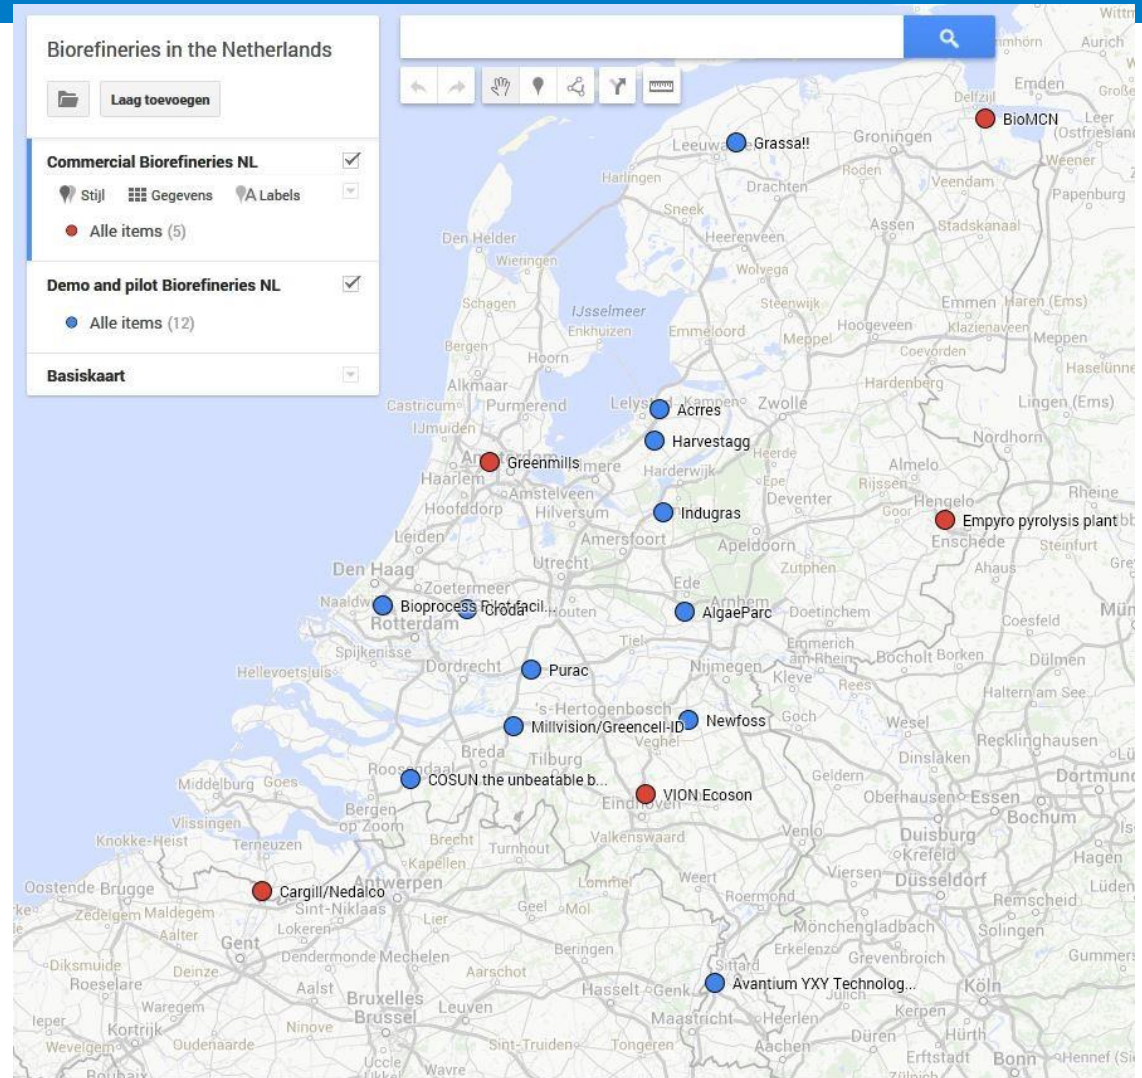 Biorefineries in the Netherlands
Laag toevoegen
Commercial Biorefineries NL
Stijl Gegevens A Labels
Alle items (5)
Demo and pilot Biorefineries NL
Alle items (12)
Basiskaart
Aurich
Emden
Delfzijl
BioMCN
Leer
(Ostfriesland
Grassa!!
Groningen
Weener
Harlingen
Roden
Veendam
Drachten
Papenburg
Sneek
Assen
Stadskanaal
Den Helder
Heerenveen
Wieringen
Wolvega
Schagen
IJsselmeer
Steenwijk
Emmen
Haren (Ems)
Enkhuizen
Emmeloord
Hoogeveen
Klazienaveen
Meppel
Meppen
Bergen
Hoorn
Coevorden
Haselünne
Alkmaar
Hardenberg
Castricum
Purmerend
Kampen
Zwolle
Lingen (Ems)
Acrres
IJmuiden
Harvestagg
Nordhorn
Heerde
Greenmills
Harderwijk
Almelo
Haarlem
Epe
Rijssen
Rheine
Amstelveen
Deventer
Hengelo
Hoofddorp
Hilversum
Indugras
Goor
Empyro pyrolysis plant
Leiden
Amersfoort
Apeldoorn
Enschede
Steinfurt
Utrecht
Zutphen
Ahaus
Den Haag
Zoetermeer
Ede
Bioprocess Pilot facil...
Croda
Houten
AlgaeParc
Arnhem
Doetinchem
Rotterdam
Coesfeld
Tiel
Emmerich
am Rhein
Spijkenisse
Dordrecht
Purac
Nijmegen
Bocholt
Borken
Dülmen
Hellevoetsluis
Kleve
Rees
Haltern am See
's-Hertogenbosch
Newfoss
Goch
Wesel
Millvision/Greencell-ID
Veghel
Recklinghausen
Breda
Tilburg
Dinslaken
Roosendaal
COSUN the unbeatable b...
Geldern
Dortmund
Middelburg
Goes
VION Ecoson
Oberhausen
Essen
Eindhoven
Bergen
op Zoom
Bochum
Vlissingen
Venlo
Duisburg
Knokke-Heist
Terneuzen
Brecht
Turnhout
Valkenswaard
Krefeld
Kapellen
Hagen
Oostende
Brugge
Cargill/Nedalco
Antwerpen
Lommel
Weert
Viersen
Düsseldorf
Roermond
Remscheid
Zedelgem
Maldegem
Sint-Niklaas
Geel
Mol
Mönchengladbach
Solingen
Aalter
Lokeren
Lier
Gent
Dendermonde
Mechelen
Beringen
Erkelenz
Grevenbroich
Diksmuide
Deinze
Aarschot
Sittard
Roeselare
Aalst
Hasselt
Genk
Avantium YXY Technolog...
Jülich
Köln
Waregem
Bruxelles
Brussel
Leuven
Maastricht
Heerlen
Kerpen
Ieper
Kortrijk
Ninove
Hürth
Wevelgem
Oudenaarde
Sint-Truiden
Tongeren
Aachen
Düren
Erftstadt
Uccle
Wavre
Bonn
Hennef (Si